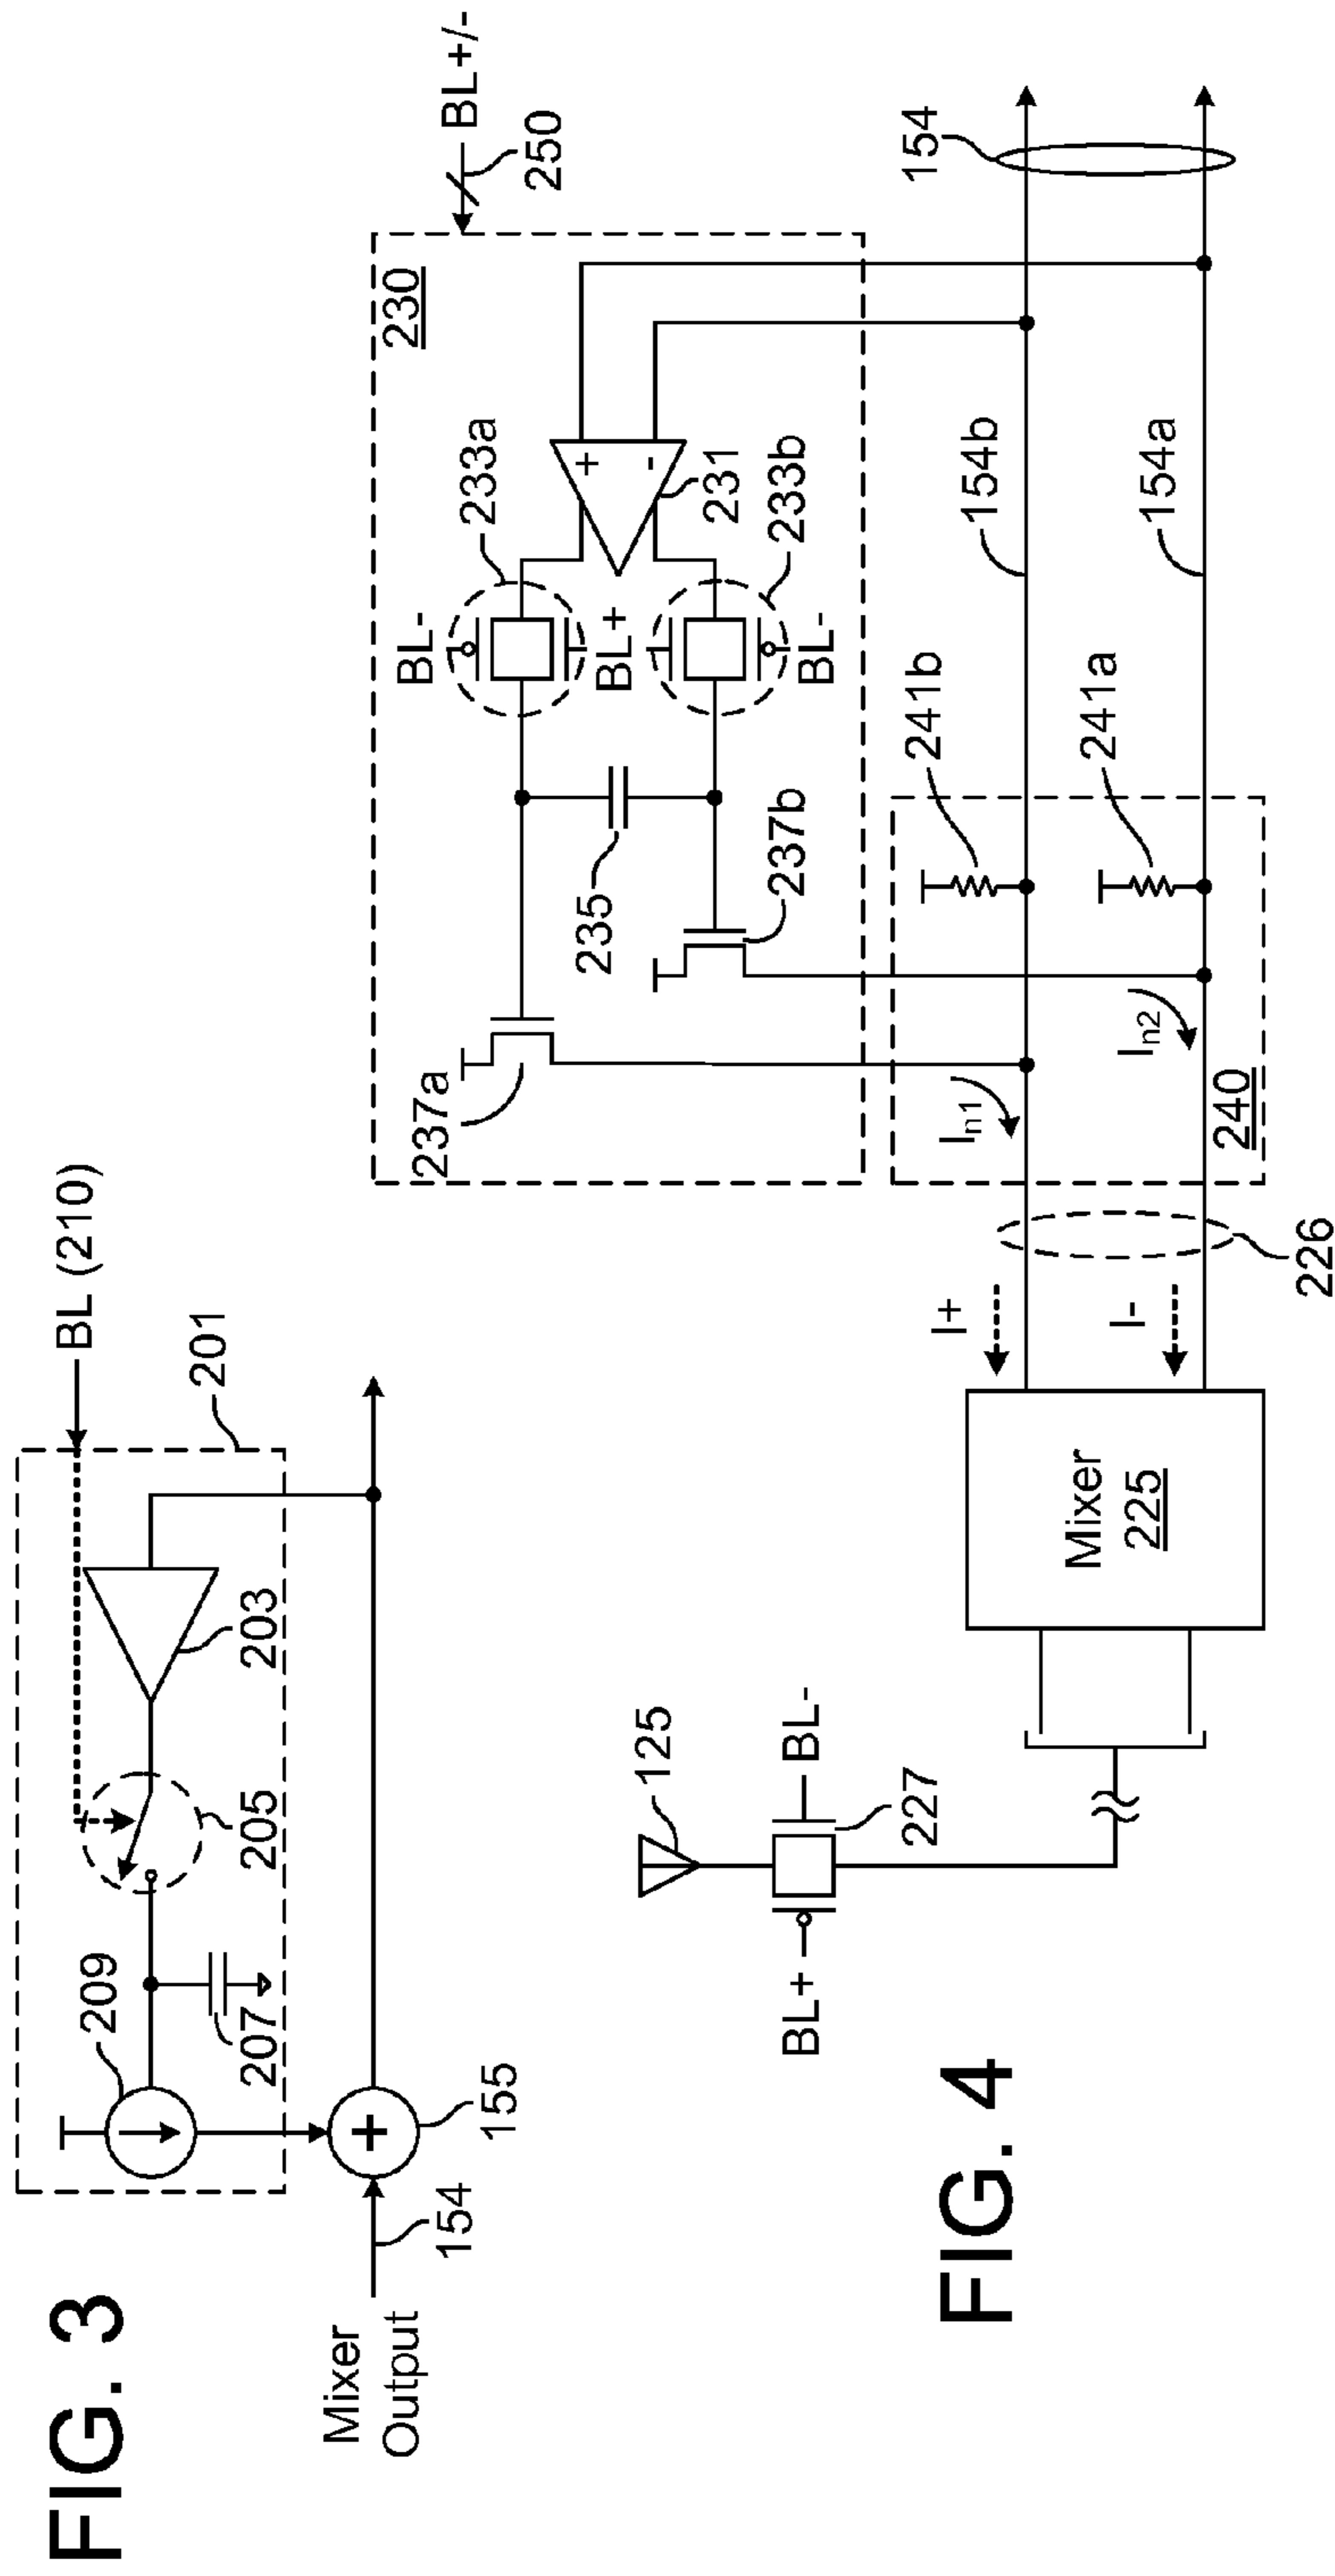 FIG. 3
BL (210)
201
203
205
207
209
155
154
Mixer
Output
FIG. 4
BL+/-
250
230
233a
BL-
BL+
231
233b
BL-
235
237a
237b
154
154b
154a
241b
241a
In1
In2
240
226
I+
I-
Mixer
225
125
BL+
BL-
227